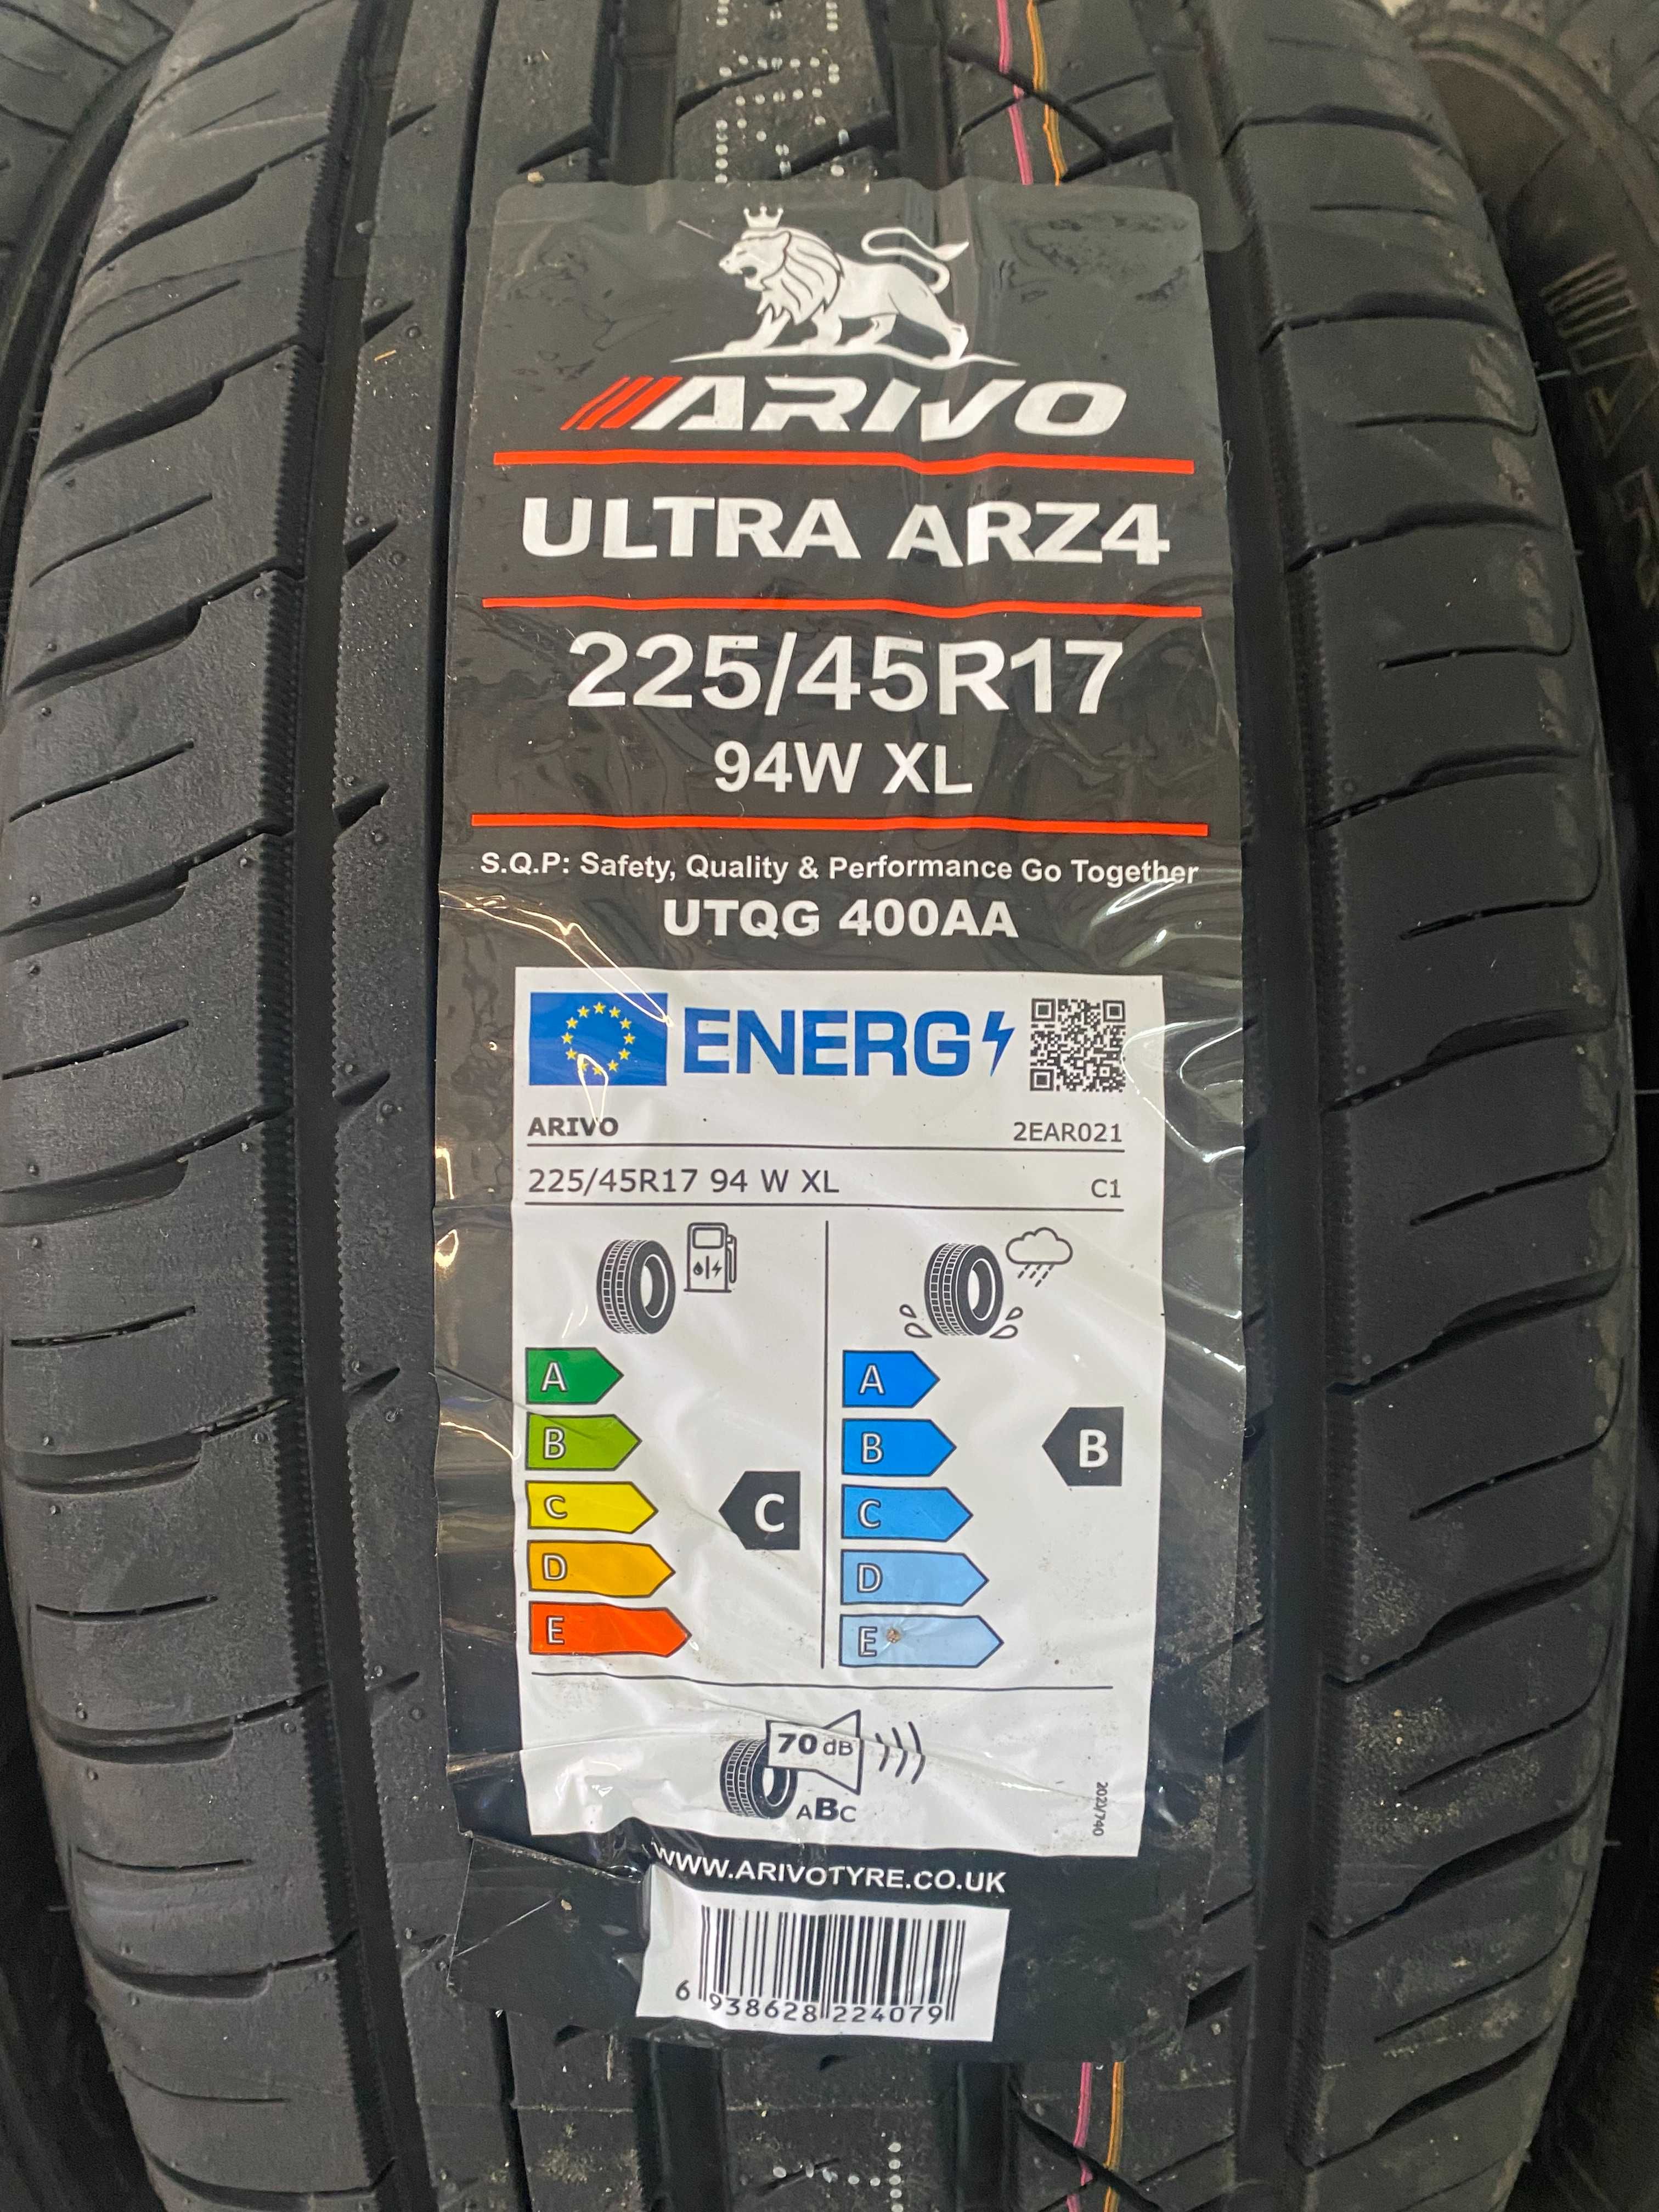 ARIVO
ULTRA ARZ4
225/45R17
94W XL
S.Q.P: Safety, Quality & Performance Go Together
UTQG 400AA
ENERG
ARIVO 2EAR021
225/45R17 94 W XL C1
A A
B B B
C C C
D D
E E
70 dB
ABC
2020/740
WWW.ARIVOTYRE.CO.UK
6 938628 224079